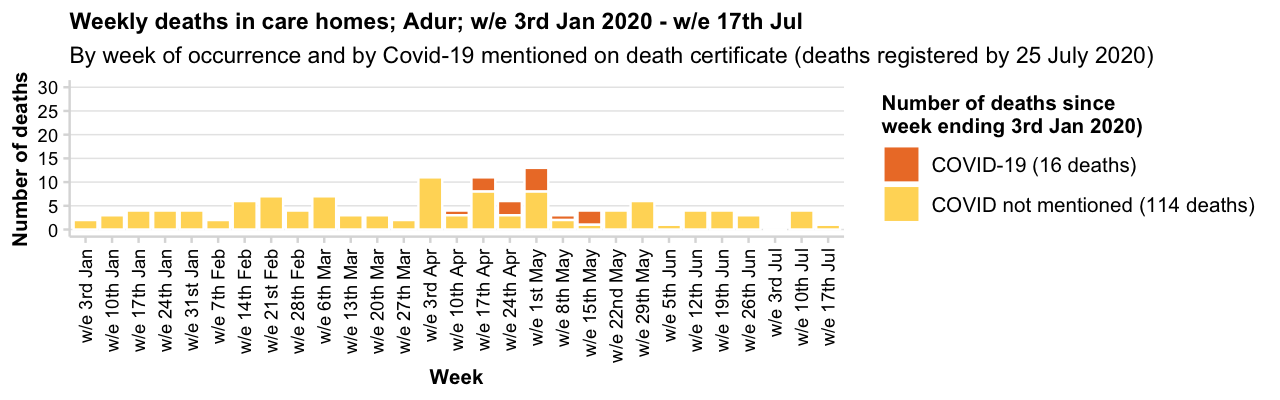 Weekly deaths in care homes; Adur; w/e 3rd Jan 2020 - w/e 17th Jul
By week of occurrence and by Covid-19 mentioned on death certificate (deaths registered by 25 July 2020)
Number of deaths
30
25
20
15
10
5
0
w/e 3rd Jan
w/e 10th Jan
w/e 17th Jan
w/e 24th Jan
w/e 31st Jan
w/e 7th Feb
w/e 14th Feb
w/e 21st Feb
w/e 28th Feb
w/e 6th Mar
w/e 13th Mar
w/e 20th Mar
w/e 27th Mar
w/e 3rd Apr
w/e 10th Apr
w/e 17th Apr
w/e 24th Apr
w/e 1st May
w/e 8th May
w/e 15th May
w/e 22nd May
w/e 29th May
w/e 5th Jun
w/e 12th Jun
w/e 19th Jun
w/e 26th Jun
w/e 3rd Jul
w/e 10th Jul
w/e 17th Jul
Week
Number of deaths since
week ending 3rd Jan 2020)
COVID-19 (16 deaths)
COVID not mentioned (114 deaths)